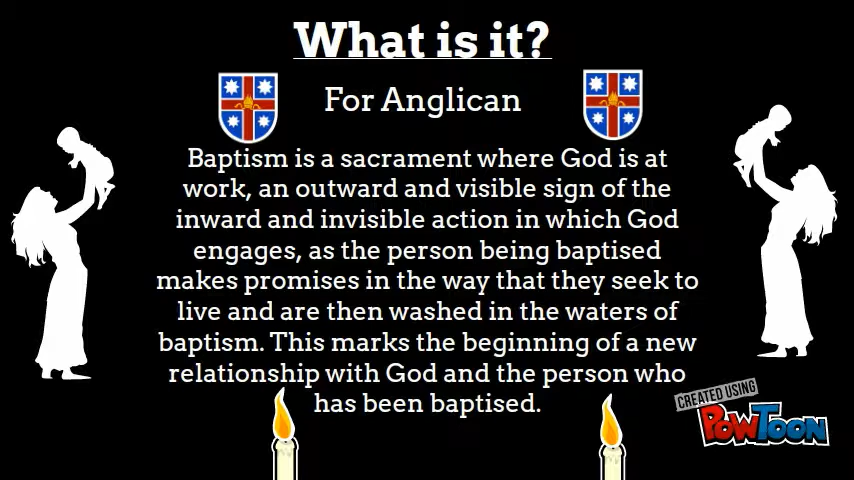 What is it?
For Anglican
Baptism is a sacrament where God is at
work, an outward and visible sign of the
inward and invisible action in which God
engages, as the person being baptised
makes promises in the way that they seek to
live and are then washed in the waters of
baptism. This marks the beginning of a new
relationship with God and the person who
has been baptised.
CREATED USING
POWTOON